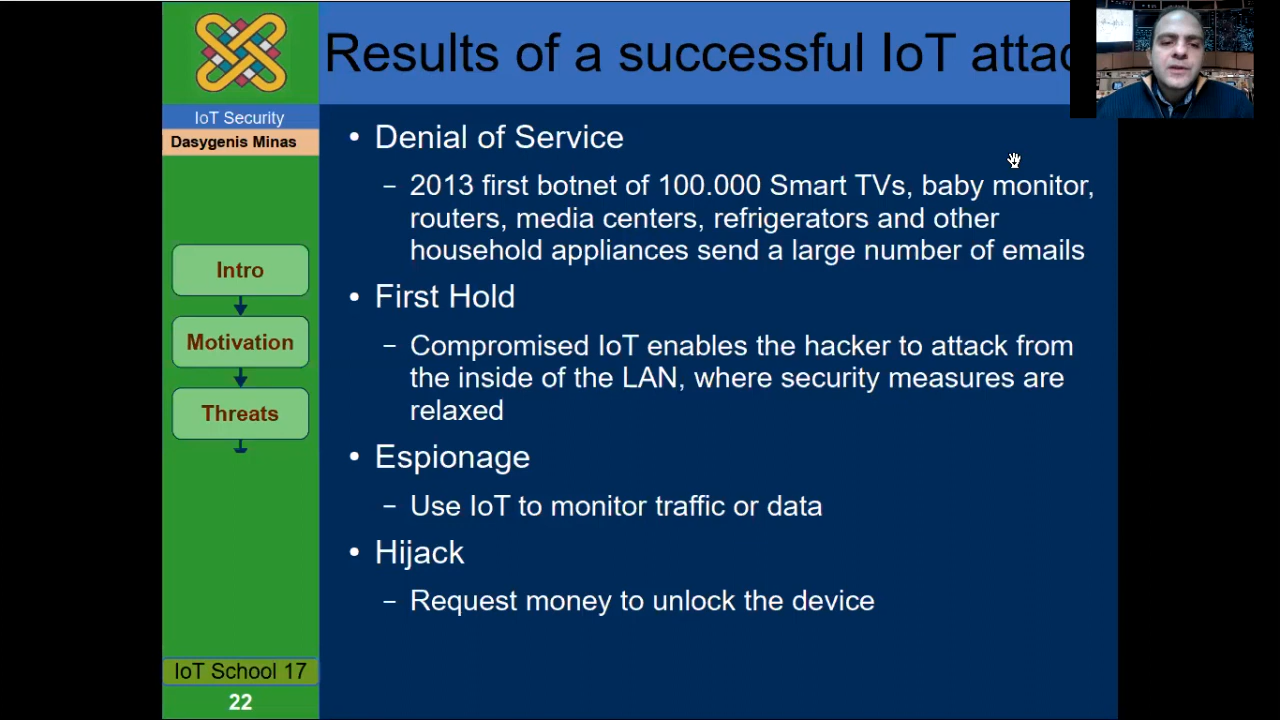 Results of a successful IoT attac
IoT Security
Dasygenis Minas
Intro
Motivation
Threats
IoT School 17
22
• Denial of Service
– 2013 first botnet of 100.000 Smart TVs, baby monitor,
routers, media centers, refrigerators and other
household appliances send a large number of emails
• First Hold
– Compromised IoT enables the hacker to attack from
the inside of the LAN, where security measures are
relaxed
• Espionage
– Use IoT to monitor traffic or data
• Hijack
– Request money to unlock the device